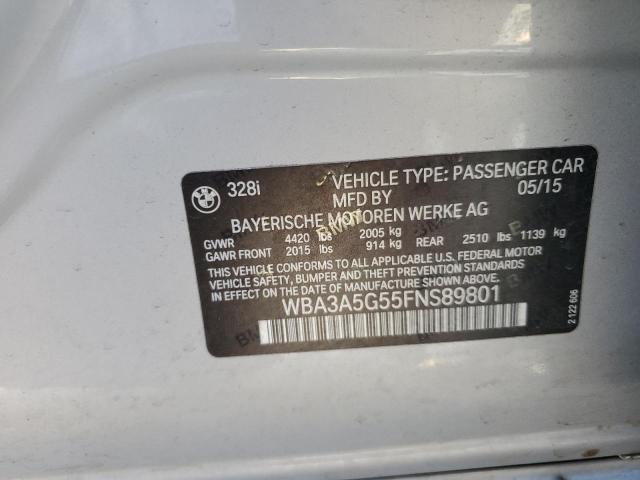 328i
VEHICLE TYPE: PASSENGER CAR
MFD BY 05/15
BAYERISCHE MOTOREN WERKE AG
GVWR 4420 lbs 2005 kg
GAWR FRONT 2015 lbs 914 kg REAR 2510 lbs 1139 kg
THIS VEHICLE CONFORMS TO ALL APPLICABLE U.S. FEDERAL MOTOR
VEHICLE SAFETY, BUMPER, AND THEFT PREVENTION STANDARDS IN
EFFECT ON THE DATE OF MANUFACTURE SHOWN ABOVE.
WBA3A5G55FNS89801
2 122 606